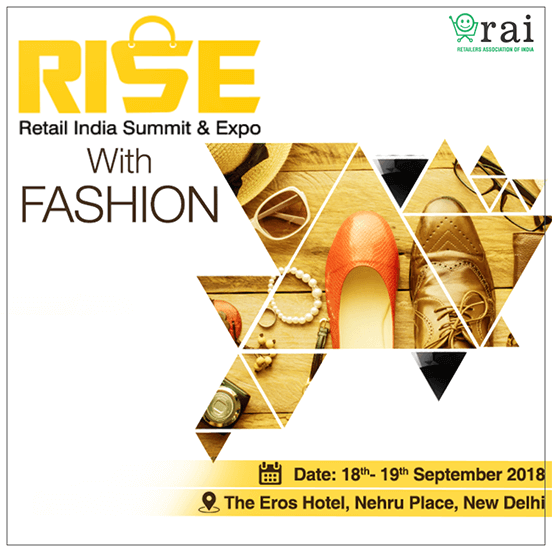 rai
RETAILERS ASSOCIATION OF INDIA
RISE
Retail India Summit & Expo
With
FASHION
Date: 18th- 19th September 2018
The Eros Hotel, Nehru Place, New Delhi